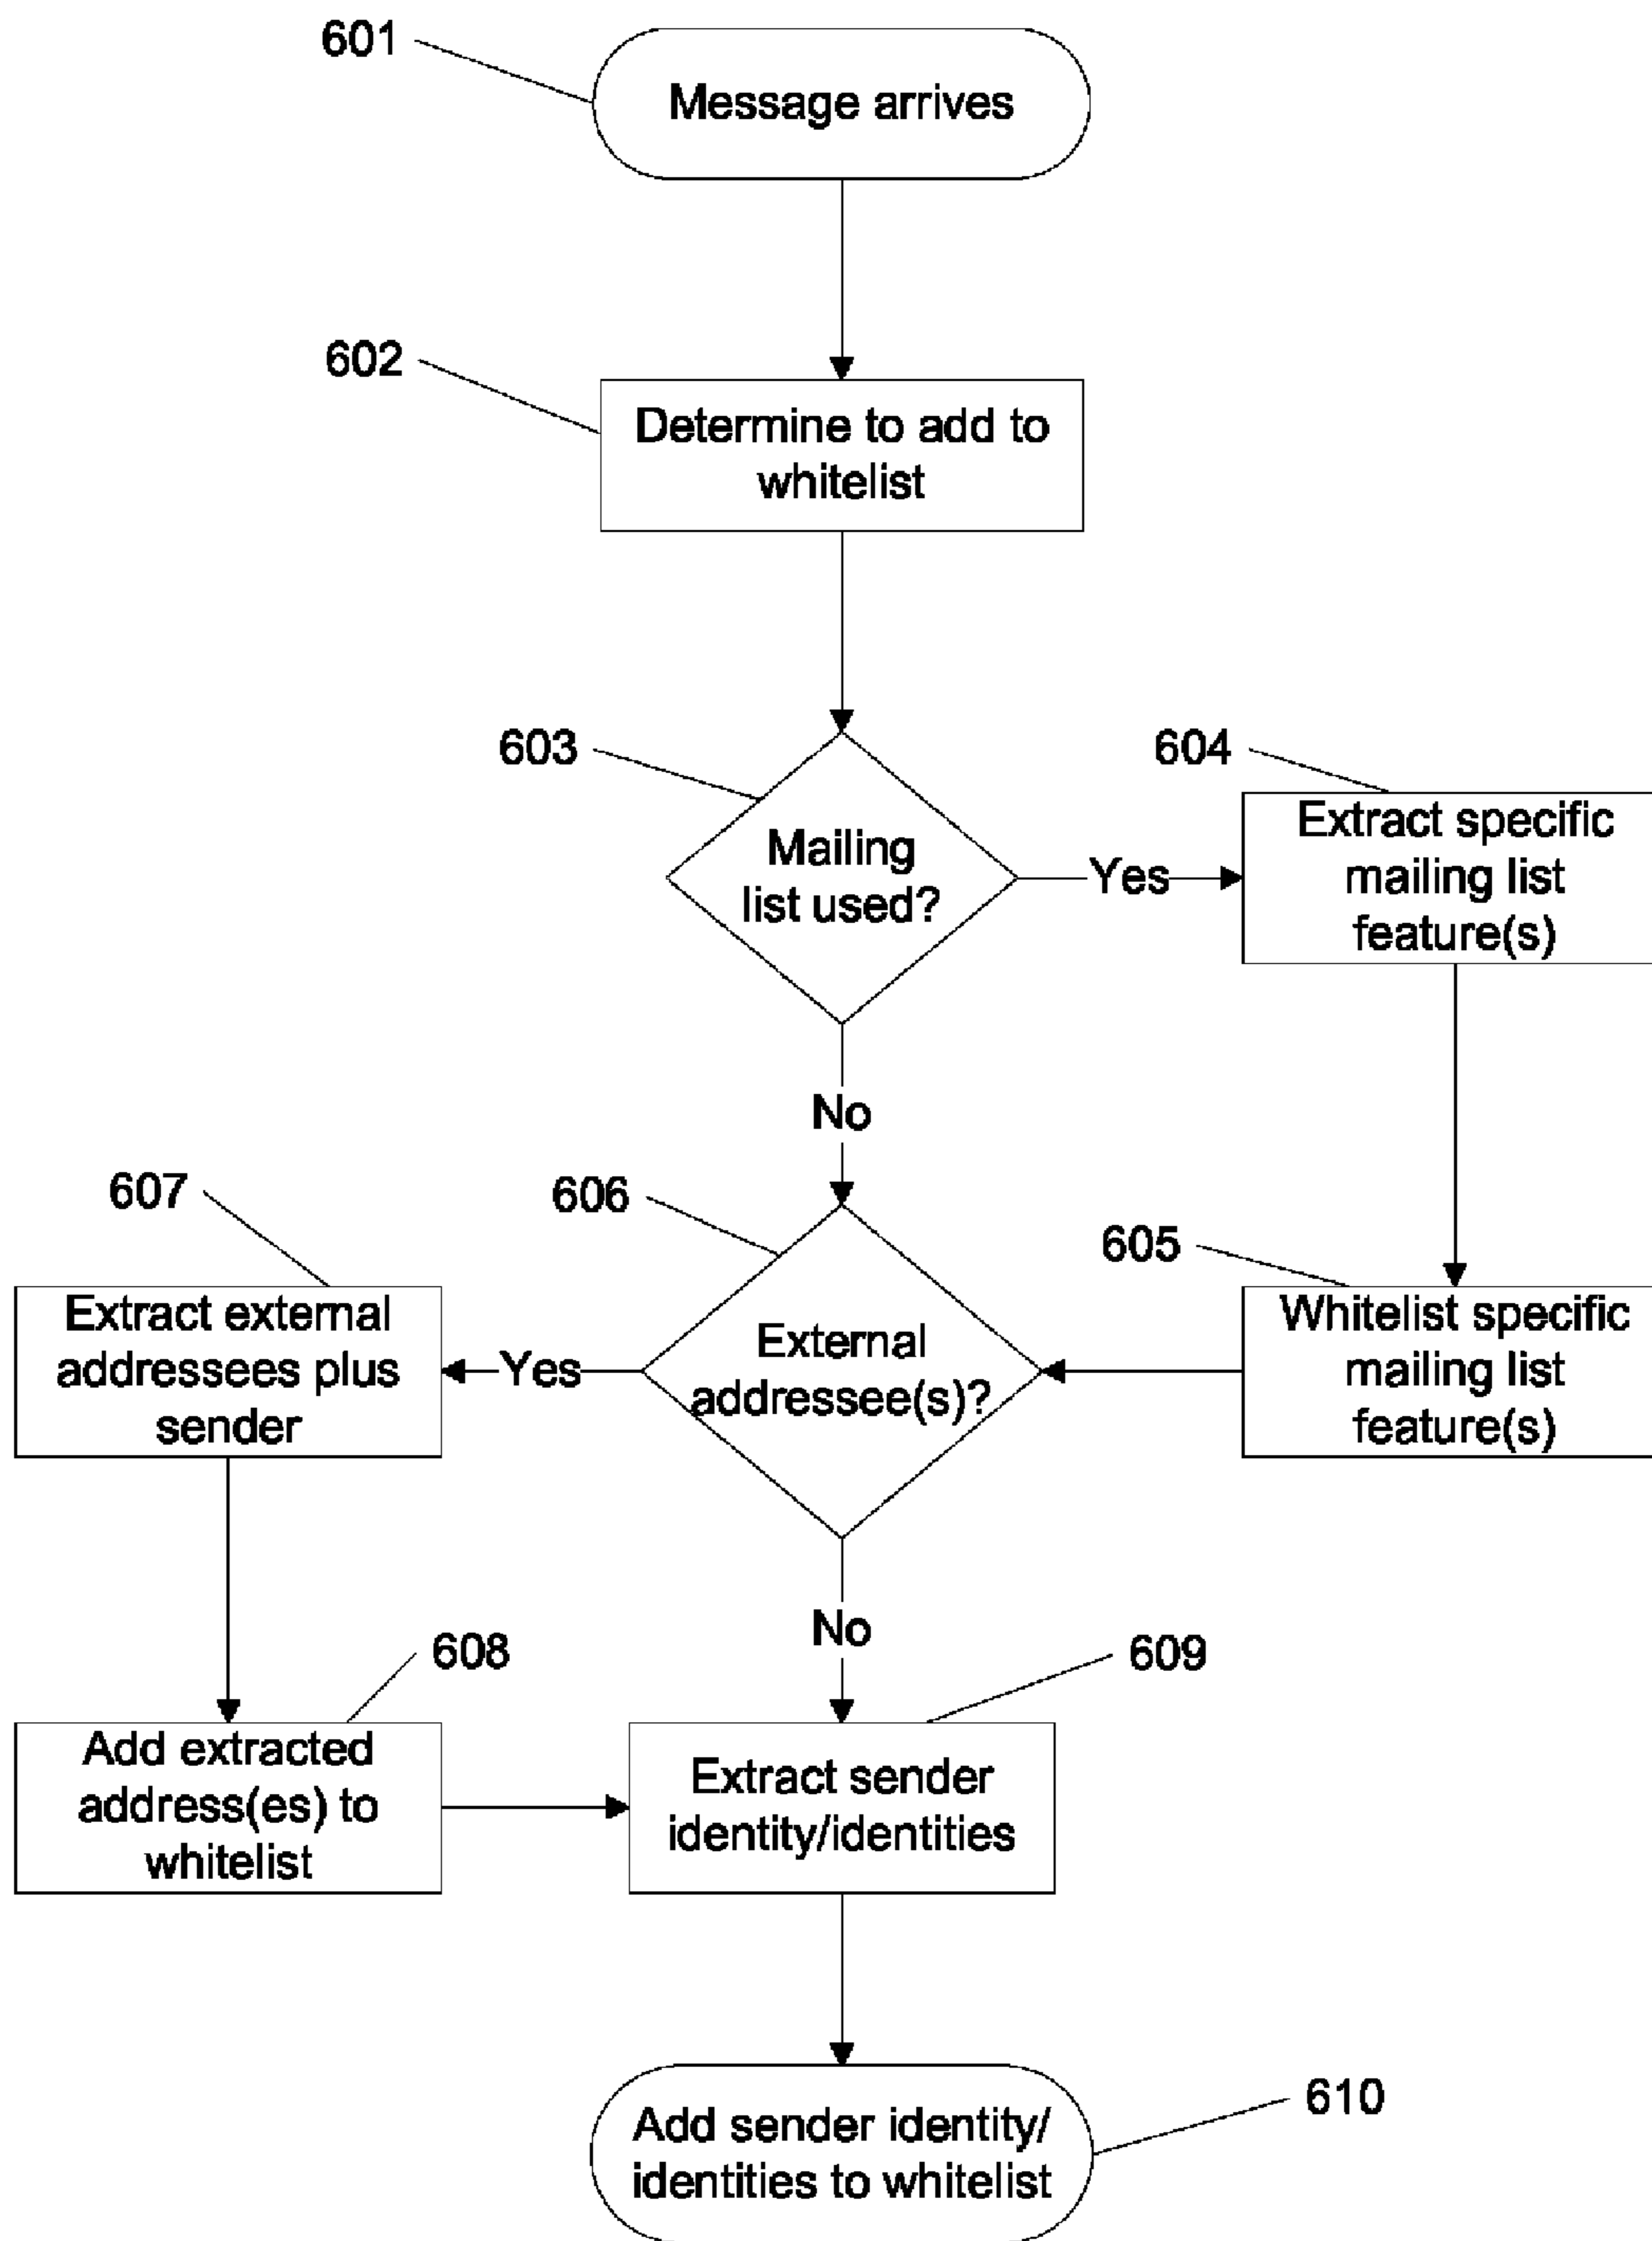 601
Message arrives
602
Determine to add to
whitelist
603
Mailing
list used?
Yes
604
Extract specific
mailing list
feature(s)
No
605
Whitelist specific
mailing list
feature(s)
606
External
addressee(s)?
Yes
607
Extract external
addressees plus
sender
No
608
Add extracted
address(es) to
whitelist
609
Extract sender
identity/identities
610
Add sender identity/
identities to whitelist